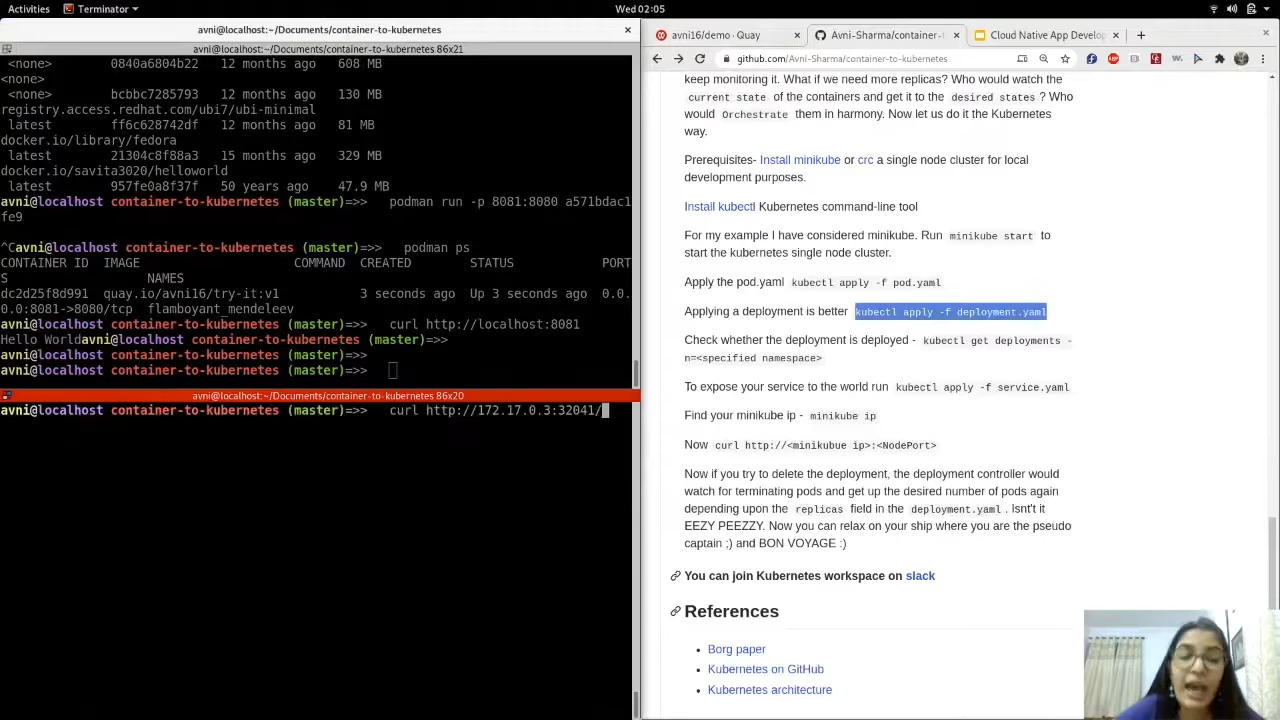 Activities
Terminator
Wed 02:05
avni@localhost:~/Documents/container-to-kubernetes
avni@localhost:~/Documents/container-to-kubernetes 86x21
<none> 0840a6804b22 12 months ago 608 MB
<none>
<none> bcbbc7285793 12 months ago 130 MB
registry.access.redhat.com/ubi7/ubi-minimal
latest ff6c628742df 12 months ago 81 MB
docker.io/library/fedora
latest 21304c8f88a3 15 months ago 329 MB
docker.io/savita3020/helloworld
latest 957fe0a8f37f 50 years ago 47.9 MB
avni@localhost container-to-kubernetes (master)=>> podman run -p 8081:8080 a571bdac1
fe9
^Cavni@localhost container-to-kubernetes (master)=>> podman ps
CONTAINER ID IMAGE COMMAND CREATED STATUS PORT
S NAMES
dc2d25f8d991 quay.io/avni16/try-it:v1 3 seconds ago Up 3 seconds ago 0.0.
0.0:8081->8080/tcp flamboyant_mendeleev
avni@localhost container-to-kubernetes (master)=>> curl http://localhost:8081
Hello Worldavni@localhost container-to-kubernetes (master)=>>
avni@localhost container-to-kubernetes (master)=>>
avni@localhost container-to-kubernetes (master)=>>
avni@localhost:~/Documents/container-to-kubernetes 86x20
avni@localhost container-to-kubernetes (master)=>> curl http://172.17.0.3:32041/
avni16/demo · Quay
Avni-Sharma/container-
Cloud Native App Develop
github.com/Avni-Sharma/container-to-kubernetes
keep monitoring it. What if we need more replicas? Who would watch the
current state of the containers and get it to the desired states ? Who
would Orchestrate them in harmony. Now let us do it the Kubernetes
way.
Prerequisites- Install minikube or crc a single node cluster for local
development purposes.
Install kubectl Kubernetes command-line tool
For my example I have considered minikube. Run minikube start to
start the kubernetes single node cluster.
Apply the pod.yaml kubectl apply -f pod.yaml
Applying a deployment is better kubectl apply -f deployment.yaml
Check whether the deployment is deployed - kubectl get deployments -
n=<specified namespace>
To expose your service to the world run kubectl apply -f service.yaml
Find your minikube ip - minikube ip
Now curl http://<minikubue ip>:<NodePort>
Now if you try to delete the deployment, the deployment controller would
watch for terminating pods and get up the desired number of pods again
depending upon the replicas field in the deployment.yaml . Isnt't it
EEZY PEEZZY. Now you can relax on your ship where you are the pseudo
captain ;) and BON VOYAGE :)
You can join Kubernetes workspace on slack
References
Borg paper
Kubernetes on GitHub
Kubernetes architecture